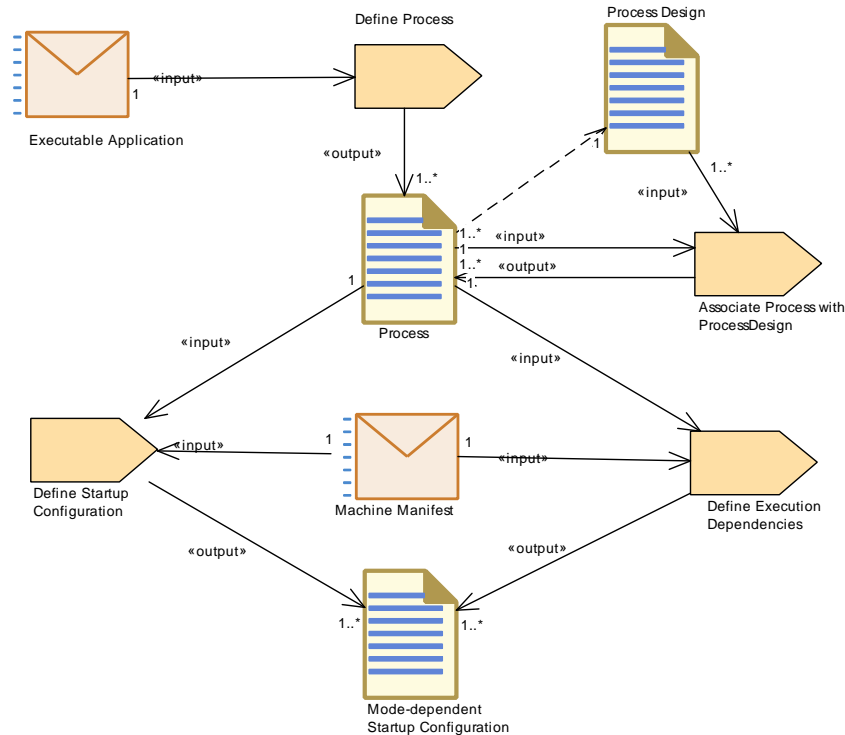 Process Design
Define Process
«input»
1
Executable Application
«output»
1..*
1
1..*
«input»
1..*
«input»
1
1..*
«output»
1..
1
Process
Associate Process with
ProcessDesign
«input»
«input»
1
1
«input»
«input»
Define Startup
Configuration
Machine Manifest
Define Execution
Dependencies
«output»
«output»
1..*
1..*
Mode-dependent
Startup Configuration